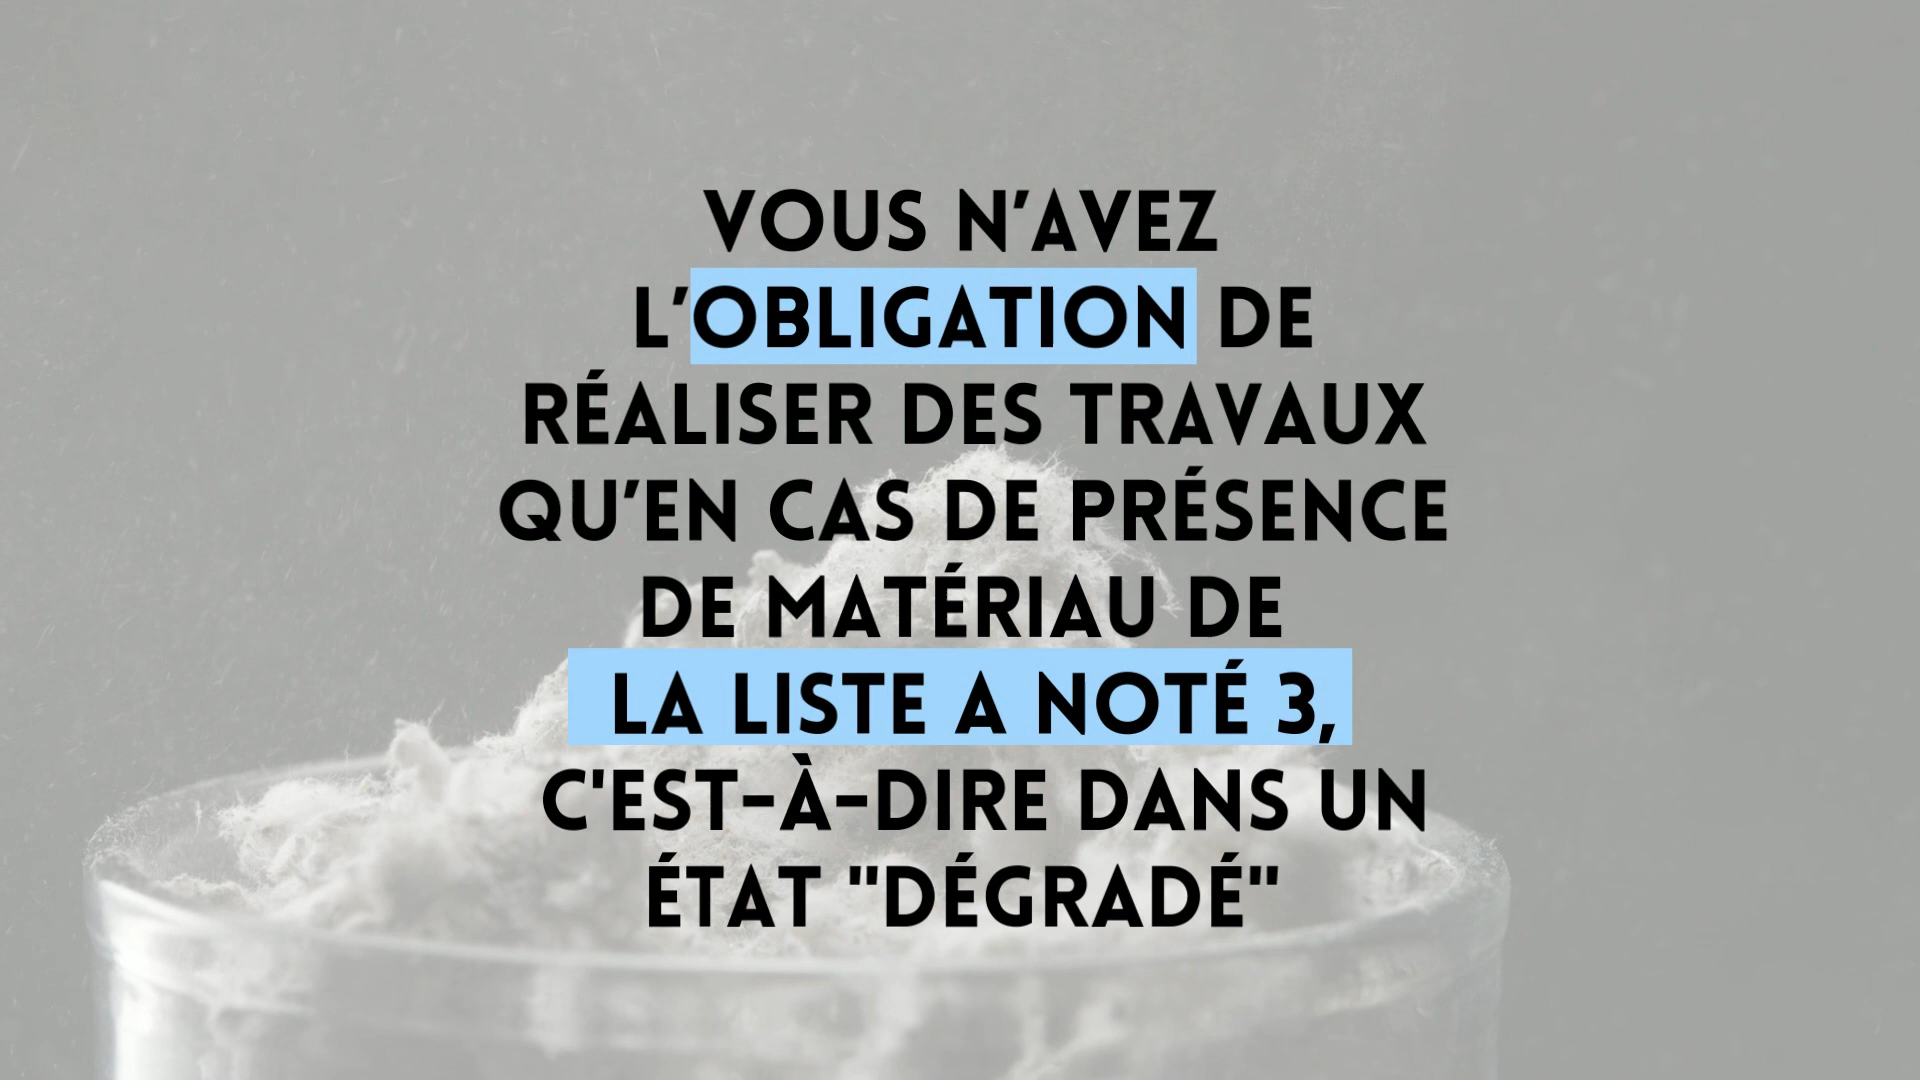 VOUS N’AVEZ
L’OBLIGATION DE
RÉALISER DES TRAVAUX
QU’EN CAS DE PRÉSENCE
DE MATÉRIAU DE
LA LISTE A NOTÉ 3,
C'EST-À-DIRE DANS UN
ÉTAT "DÉGRADÉ"